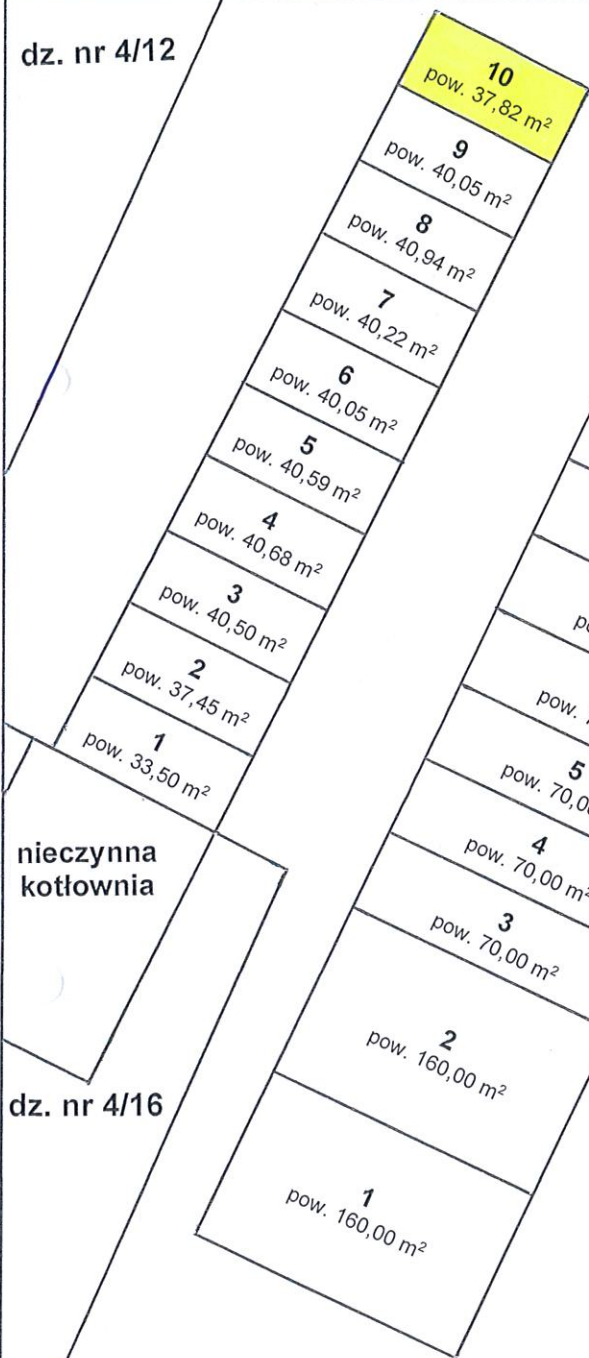 dz. nr 4/12
10
pow. 37,82 m²
9
pow. 40,05 m²
8
pow. 40,94 m²
7
pow. 40,22 m²
6
pow. 40,05 m²
5
pow. 40,59 m²
4
pow. 40,68 m²
3
pow. 40,50 m²
2
pow. 37,45 m²
1
pow. 33,50 m²
nieczynna
kotłownia
dz. nr 4/16
pow.
5
pow. 70,00
4
pow. 70,00 m²
3
pow. 70,00 m²
2
pow. 160,00 m²
1
pow. 160,00 m²